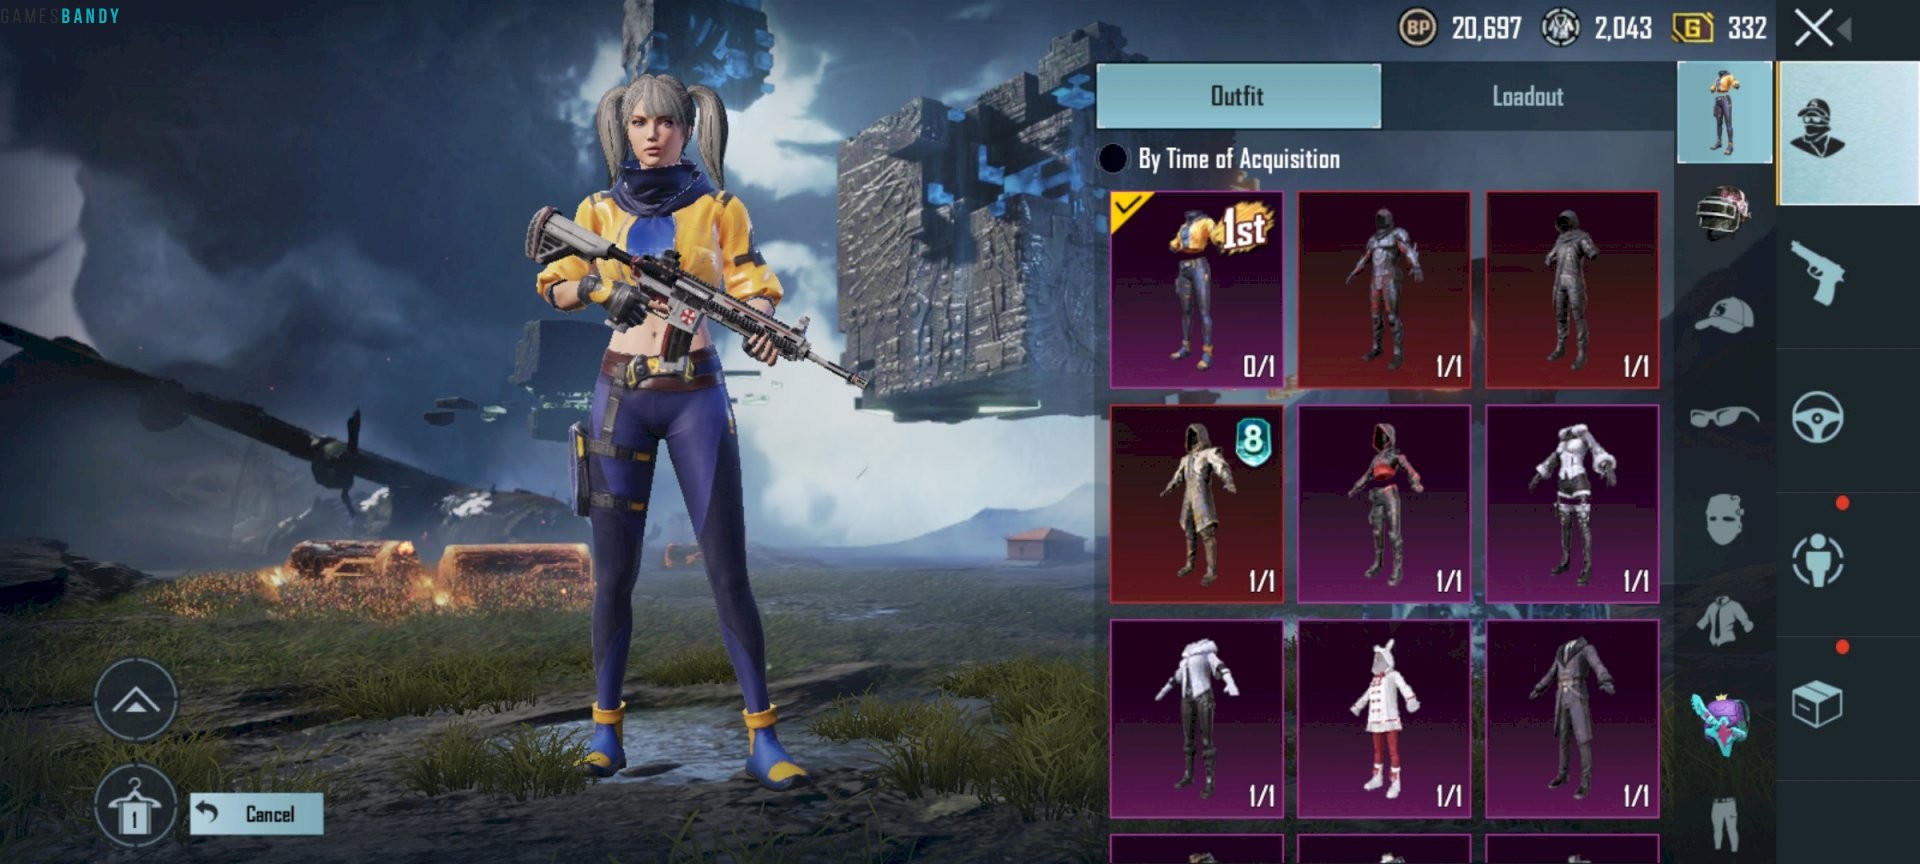 GAMESBANDY
BP 20,697 2,043 G 332
Outfit Loadout
By Time of Acquisition
1st
0/1 1/1 1/1
8
1/1 1/1 1/1
1/1 1/1 1/1
1
Cancel